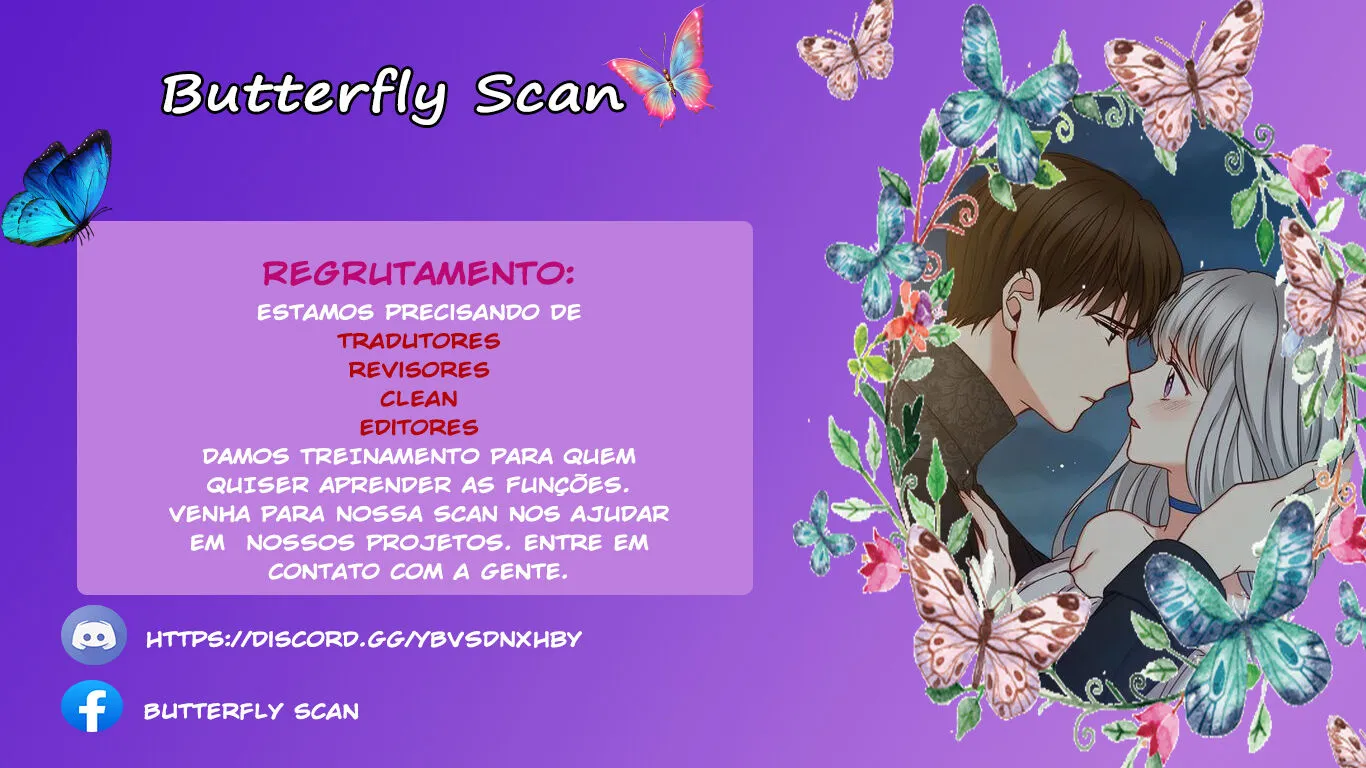 Butterfly Scan
REGRUTAMENTO:
ESTAMOS PRECISANDO DE
TRADUTORES
REVISORES
CLEAN
EDITORES
DAMOS TREINAMENTO PARA QUEM
QUISER APRENDER AS FUNÇÕES.
VENHA PARA NOSSA SCAN NOS AJUDAR
EM NOSSOS PROJETOS. ENTRE EM
CONTATO COM A GENTE.
HTTPS://DISCORD.GG/YBVSDNXHBY
BUTTERFLY SCAN